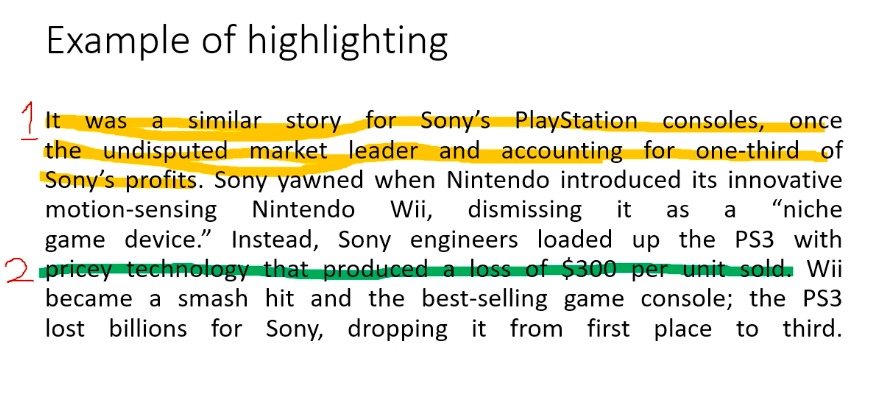 Example of highlighting
1 It was a similar story for Sony’s PlayStation consoles, once
the undisputed market leader and accounting for one-third of
Sony’s profits. Sony yawned when Nintendo introduced its innovative
motion-sensing Nintendo Wii, dismissing it as a “niche
game device.” Instead, Sony engineers loaded up the PS3 with
2 pricey technology that produced a loss of $300 per unit sold. Wii
became a smash hit and the best-selling game console; the PS3
lost billions for Sony, dropping it from first place to third.